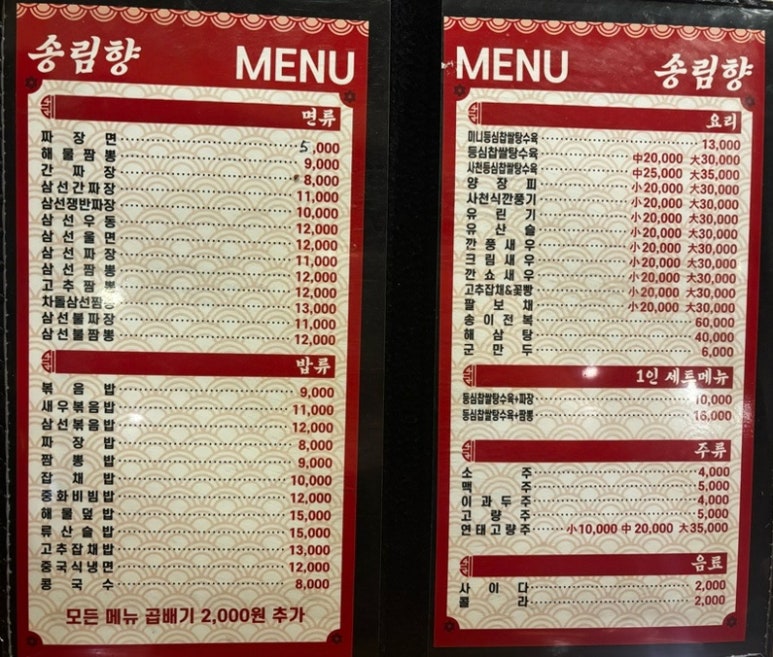 송림향 MENU
면류
짜장면 5,000
해물짬뽕 9,000
간짜장 8,000
삼선간짜장 11,000
삼선쟁반짜장 10,000
삼선우동 12,000
삼선울면 12,000
삼선짜장 11,000
삼선짬뽕 12,000
고추짬뽕 12,000
차돌삼선짬뽕 13,000
삼선불짜장 11,000
삼선불짬뽕 12,000
밥류
볶음밥 9,000
새우볶음밥 11,000
삼선볶음밥 12,000
짜장밥 8,000
짬뽕밥 9,000
잡채밥 10,000
중화비빔밥 12,000
해물덮밥 15,000
류산슬밥 15,000
고추잡채밥 13,000
중국식냉면 12,000
콩국수 8,000
모든 메뉴 곱배기 2,000원 추가
MENU 송림향
요리
미니등심찹쌀탕수육 13,000
등심찹쌀탕수육 中20,000 大30,000
사천등심찹쌀탕수육 中25,000 大35,000
양장피 小20,000 大30,000
사천식깐풍기 小20,000 大30,000
유린기 小20,000 大30,000
유산슬 小20,000 大30,000
깐풍새우 小20,000 大30,000
크림새우 小20,000 大30,000
깐쇼새우 小20,000 大30,000
고추잡채&꽃빵 小20,000 大30,000
팔보채 小20,000 大30,000
송이전복 60,000
해삼탕 40,000
군만두 6,000
1인 세트메뉴
등심찹쌀탕수육+짜장 10,000
등심찹쌀탕수육+짬뽕 16,000
주류
소주 4,000
맥주 5,000
이과두주 4,000
고량주 5,000
연태고량주 小10,000 中20,000 大35,000
음료
사이다 2,000
콜라 2,000